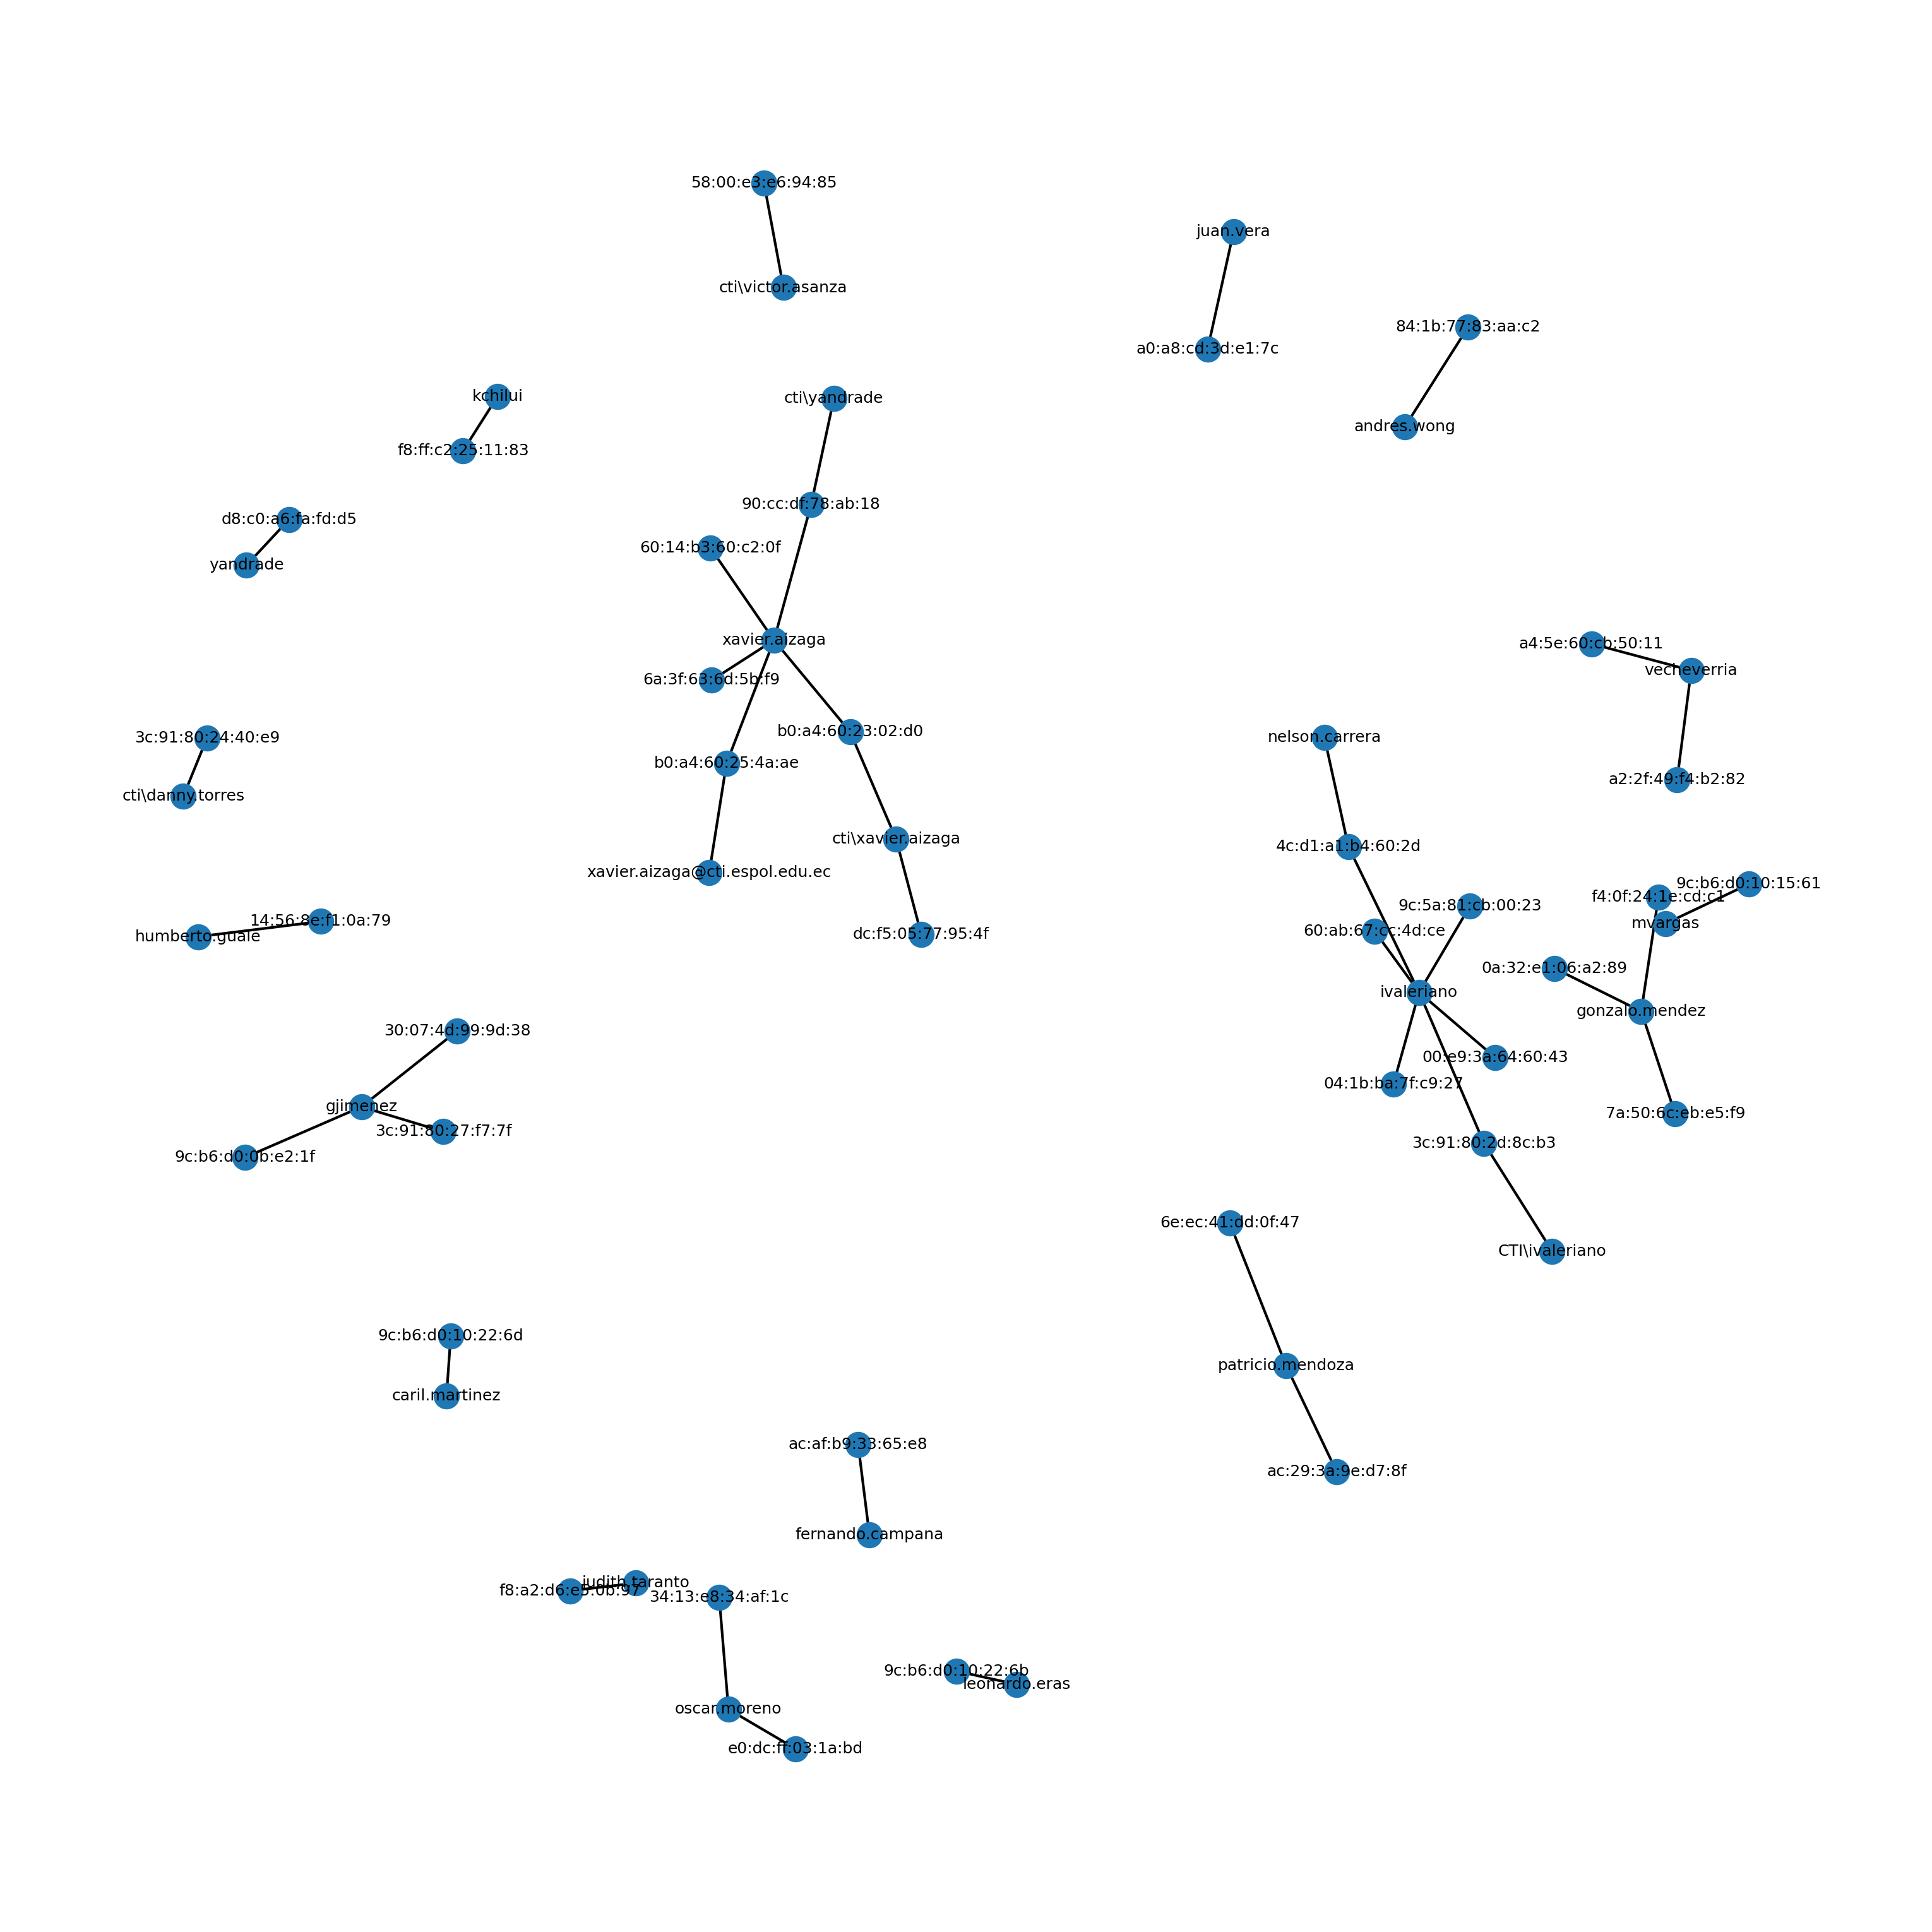 58:00:e3:e6:94:85
juan.vera
cti\victor.asanza
84:1b:77:83:aa:c2
a0:a8:cd:3d:e1:7c
kchilui
cti\yandrade
andres.wong
f8:ff:c2:25:11:83
90:cc:df:78:ab:18
d8:c0:a6:fa:fd:d5
60:14:b3:60:c2:0f
yandrade
xavier.aizaga
a4:5e:60:cb:50:11
vecheverria
6a:3f:63:6d:5b:f9
b0:a4:60:23:02:d0
nelson.carrera
3c:91:80:24:40:e9
b0:a4:60:25:4a:ae
a2:2f:49:f4:b2:82
cti\danny.torres
cti\xavier.aizaga
4c:d1:a1:b4:60:2d
xavier.aizaga@cti.espol.edu.ec
9c:b6:d0:10:15:61
f4:0f:24:1e:cd:c1
9c:5a:81:cb:00:23
14:56:8e:f1:0a:79
mvargas
60:ab:67:cc:4d:ce
humberto.guale
dc:f5:05:77:95:4f
0a:32:e1:06:a2:89
ivaleriano
gonzalo.mendez
30:07:4d:99:9d:38
00:e9:3a:64:60:43
04:1b:ba:7f:c9:27
gjimenez
7a:50:6c:eb:e5:f9
3c:91:80:27:f7:7f
3c:91:80:2d:8c:b3
9c:b6:d0:0b:e2:1f
6e:ec:41:dd:0f:47
CTI\ivaleriano
9c:b6:d0:10:22:6d
patricio.mendoza
caril.martinez
ac:af:b9:33:65:e8
ac:29:3a:9e:d7:8f
fernando.campana
judith.taranto
34:13:e8:34:af:1c
9c:b6:d0:10:22:6b
leonardo.eras
oscar.moreno
e0:dc:ff:03:1a:bd